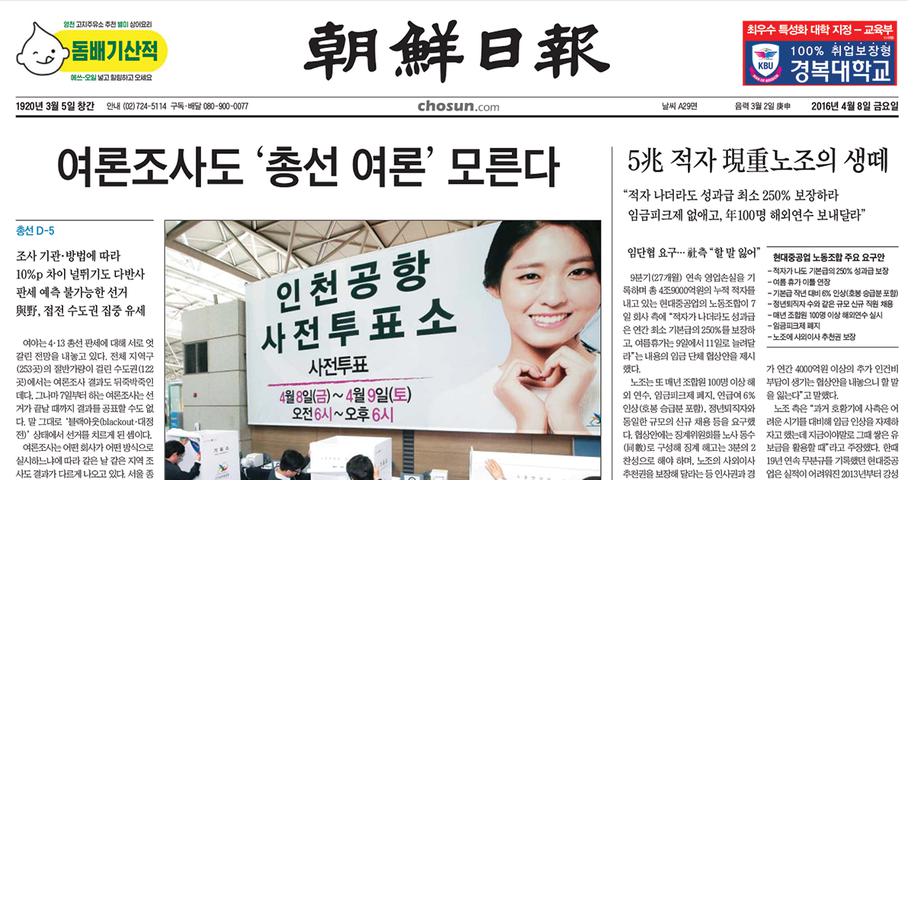 영천 고지주유소 추천 별미 상어요리
돔배기산적
에쓰-오일 넣고 힐링하고 오세요
朝鮮日報
최우수 특성화 대학 지정 – 교육부
100% 취업보장형
KBU
경복대학교
1920년 3월 5일 창간 안내 (02)724-5114 구독·배달 080-900-0077
chosun.com
날씨 A29면
음력 3월 2일 庚申
2016년 4월 8일 금요일
여론조사도 ‘총선 여론’ 모른다
총선 D-5
조사 기관·방법에 따라
10%p 차이 널뛰기도 다반사
판세 예측 불가능한 선거
與野, 접전 수도권 집중 유세
여야는 4·13 총선 판세에 대해 서로 엇
갈린 전망을 내놓고 있다. 전체 지역구
(253곳)의 절반가량이 걸린 수도권(122
곳)에서는 여론조사 결과도 뒤죽박죽인
데다, 그나마 7일부터 하는 여론조사는 선
거가 끝날 때까지 결과를 공표할 수도 없
다. 말 그대로 ‘블랙아웃(blackout·대정
전)’ 상태에서 선거를 치르게 된 셈이다.
여론조사는 어떤 회사가 어떤 방식으로
실시하느냐에 따라 같은 날 같은 지역 조
사도 결과가 다르게 나오고 있다. 서울 종
인천공항
사전투표소
사전투표
4월 8일(금) ~ 4월 9일(토)
오전 6시 ~ 오후 6시
기표소
5兆 적자 現重노조의 생떼
“적자 나더라도 성과급 최소 250% 보장하라
임금피크제 없애고, 年100명 해외연수 보내달라”
임단협 요구… 社측 “할 말 잃어”
9분기(27개월) 연속 영업손실을 기
록하며 총 4조9000억원의 누적 적자를
내고 있는 현대중공업의 노동조합이 7
일 회사 측에 “적자가 나더라도 성과급
은 연간 최소 기본급의 250%를 보장하
고, 여름휴가는 9일에서 11일로 늘려달
라”는 내용의 임금 단체 협상안을 제시
했다.
노조는 또 매년 조합원 100명 이상 해
외 연수, 임금피크제 폐지, 연급여 6%
인상(호봉 승급분 포함), 정년퇴직자와
동일한 규모의 신규 채용 등을 요구했
다. 협상안에는 징계위원회를 노사 동수
(同數)로 구성해 징계 해고는 3분의 2
찬성으로 해야 하며, 노조의 사외이사
추천권을 보장해 달라는 등 인사권과 경
현대중공업 노동조합 주요 요구안
– 적자가 나도 기본급의 250% 성과급 보장
– 여름 휴가 이틀 연장
– 기본급 작년 대비 6% 인상(호봉 승급분 포함)
– 정년퇴직자 수와 같은 규모 신규 직원 채용
– 매년 조합원 100명 이상 해외연수 실시
– 임금피크제 폐지
– 노조에 사외이사 추천권 보장
가 연간 4000억원 이상의 추가 인건비
부담이 생기는 협상안을 내놓으니 할 말
을 잃는다”고 말했다.
노조 측은 “과거 호황기에 사측은 어
려운 시기를 대비해 임금 인상을 자제하
자고 했는데 지금이야말로 그때 쌓은 유
보금을 활용할 때”라고 주장했다. 한때
19년 연속 무분규를 기록했던 현대중공
업은 실적이 어려워진 2013년부터 강성